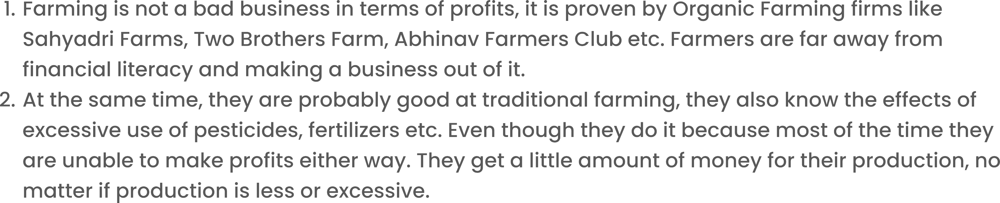 1. Farming is not a bad business in terms of profits, it is proven by Organic Farming firms like
Sahyadri Farms, Two Brothers Farm, Abhinav Farmers Club etc. Farmers are far away from
financial literacy and making a business out of it.
2. At the same time, they are probably good at traditional farming, they also know the effects of
excessive use of pesticides, fertilizers etc. Even though they do it because most of the time they
are unable to make profits either way. They get a little amount of money for their production, no
matter if production is less or excessive.